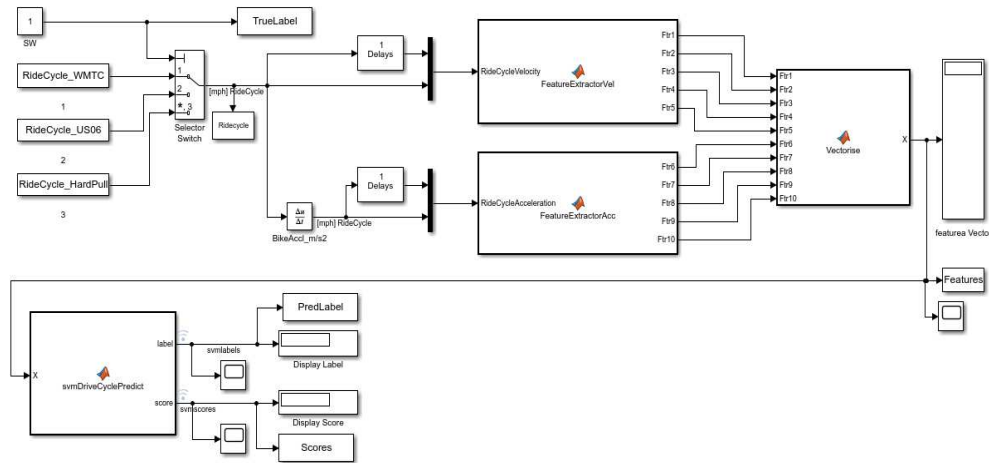 1
SW
TrueLabel
RideCycle_WMTC
1
RideCycle_US06
2
RideCycle_HardPull
3
1
2
*, 3
Selector
Switch
[mph] RideCycle
Ridecycle
1
Delays
RideCycleVelocity
FeatureExtractorVel
Ftr1
Ftr2
Ftr3
Ftr4
Ftr5
Δu
Δt
BikeAccl_m/s2
[mph] RideCycle
1
Delays
RideCycleAcceleration
FeatureExtractorAcc
Ftr6
Ftr7
Ftr8
Ftr9
Ftr10
Ftr1
Ftr2
Ftr3
Ftr4
Ftr5
Ftr6
Ftr7
Ftr8
Ftr9
Ftr10
Vectorise
X
featurea Vecto
Features
X
svmDriveCyclePredict
label
score
svmlabels
PredLabel
Display Label
svmscores
Display Score
Scores